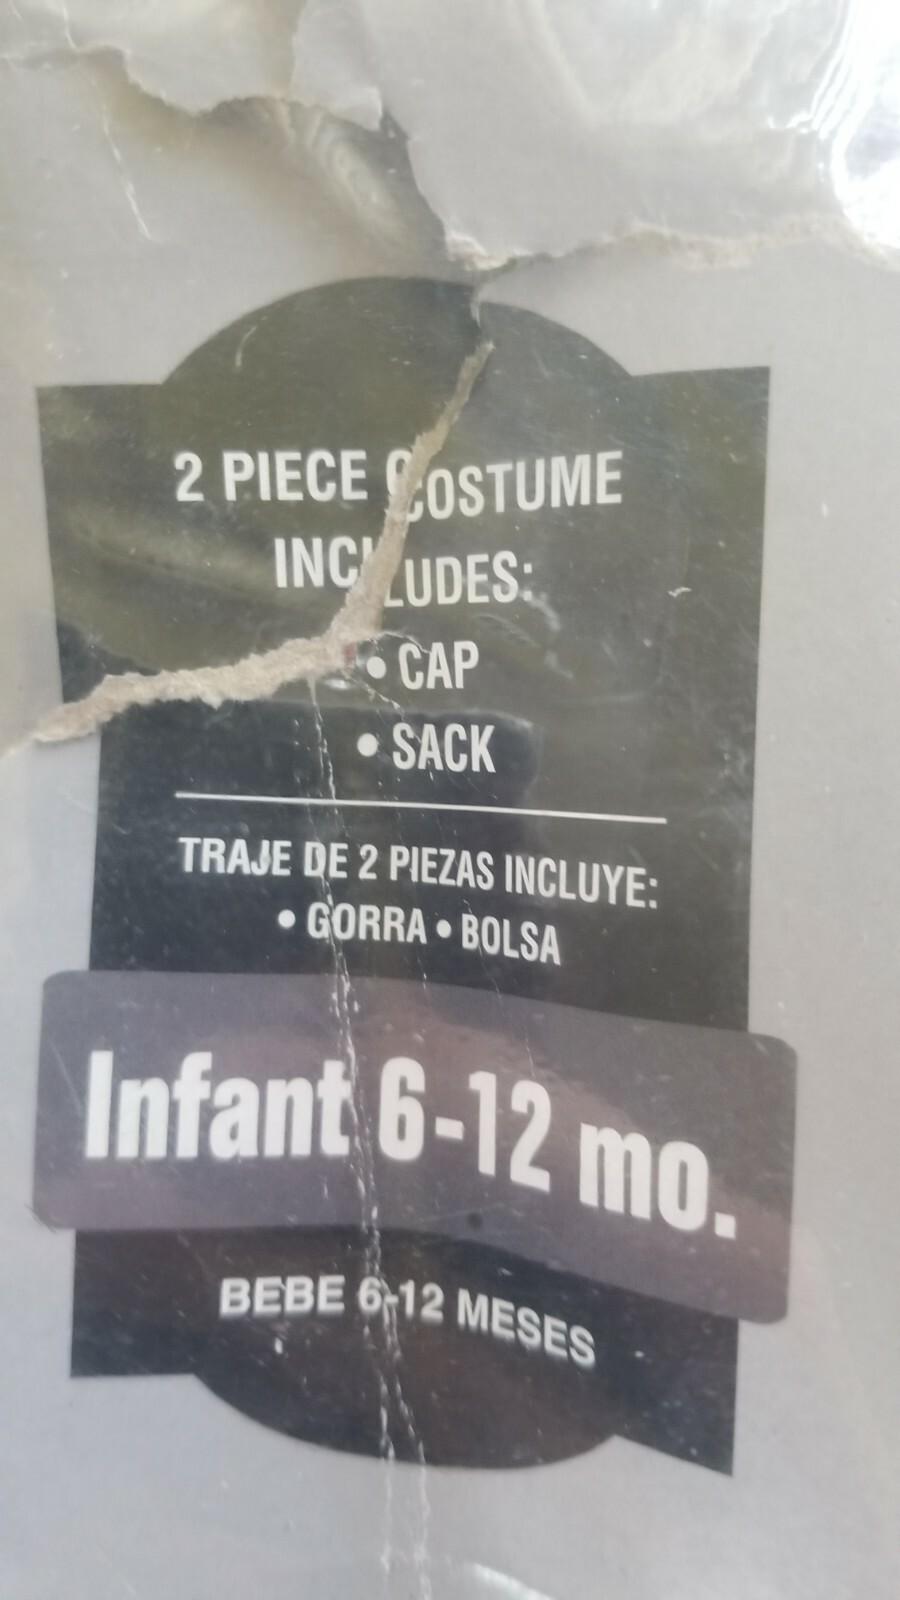 2 PIECE COSTUME
INCLUDES:
• CAP
• SACK
TRAJE DE 2 PIEZAS INCLUYE:
• GORRA • BOLSA
Infant 6-12 mo.
BEBE 6-12 MESES